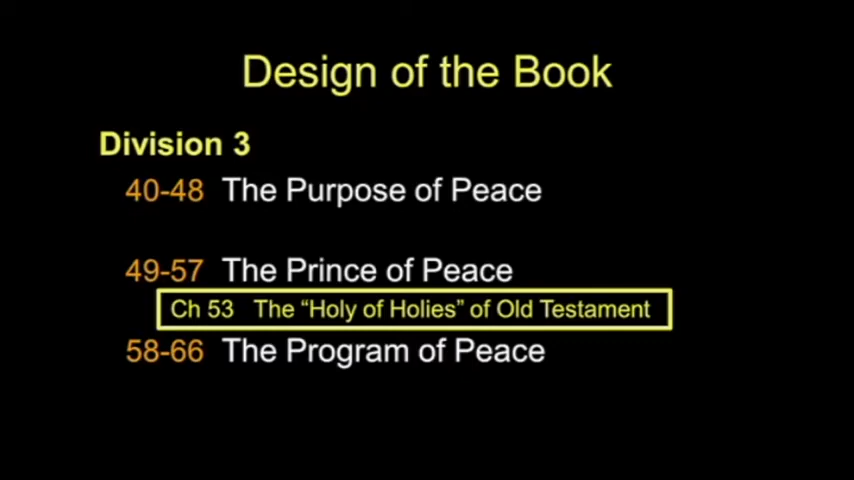 Design of the Book
Division 3
40-48 The Purpose of Peace
49-57 The Prince of Peace
Ch 53 The “Holy of Holies” of Old Testament
58-66 The Program of Peace